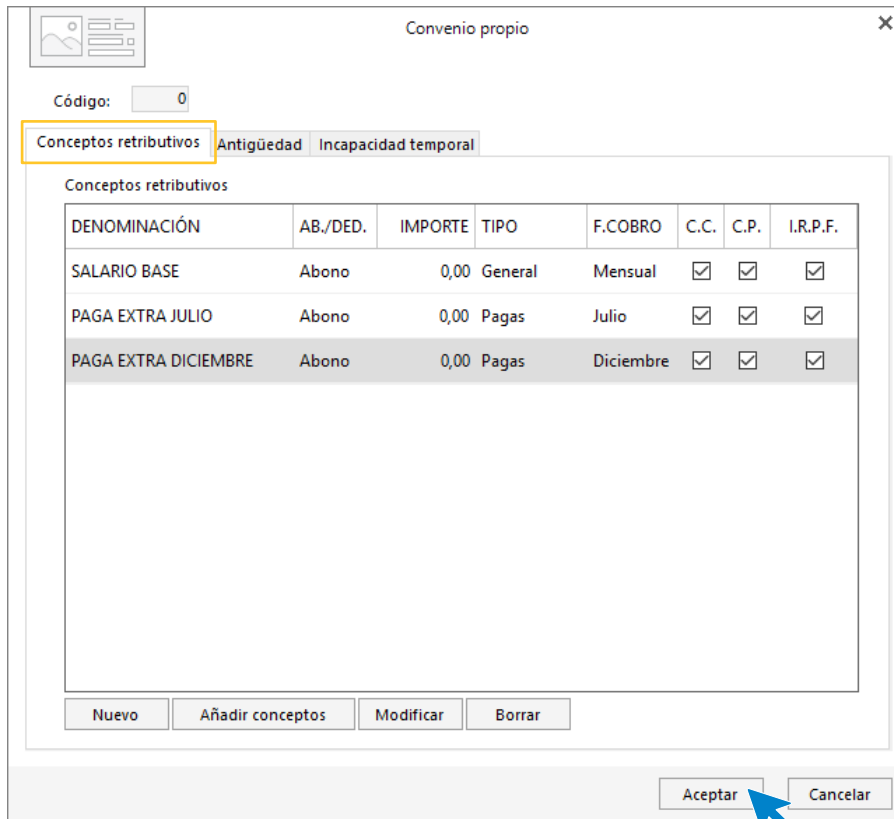 Convenio propio
Código: 0
Conceptos retributivos Antigüedad Incapacidad temporal
Conceptos retributivos
DENOMINACIÓN AB./DED. IMPORTE TIPO F.COBRO C.C. C.P. I.R.P.F.
SALARIO BASE Abono 0,00 General Mensual
PAGA EXTRA JULIO Abono 0,00 Pagas Julio
PAGA EXTRA DICIEMBRE Abono 0,00 Pagas Diciembre
Nuevo Añadir conceptos Modificar Borrar
Aceptar Cancelar